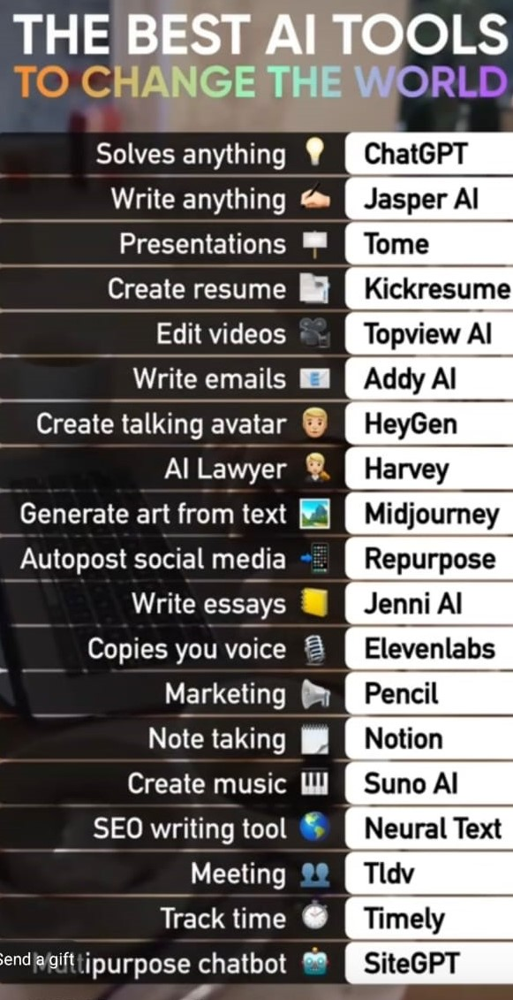 THE BEST AI TOOLS
TO CHANGE THE WORLD
Solves anything 💡 ChatGPT
Write anything ✍🏼 Jasper AI
Presentations 🪧 Tome
Create resume 📑 Kickresume
Edit videos 🎥 Topview AI
Write emails 📧 Addy AI
Create talking avatar 👨🏼 HeyGen
AI Lawyer 👩🏼‍💼 Harvey
Generate art from text 🏞️ Midjourney
Autopost social media 📲 Repurpose
Write essays 📒 Jenni AI
Copies you voice 🎙️ Elevenlabs
Marketing 📢 Pencil
Note taking 🗒️ Notion
Create music 🎹 Suno AI
SEO writing tool 🌎 Neural Text
Meeting 👥 Tldv
Track time ⏱️ Timely
Send a gift
tipurpose chatbot 🤖 SiteGPT